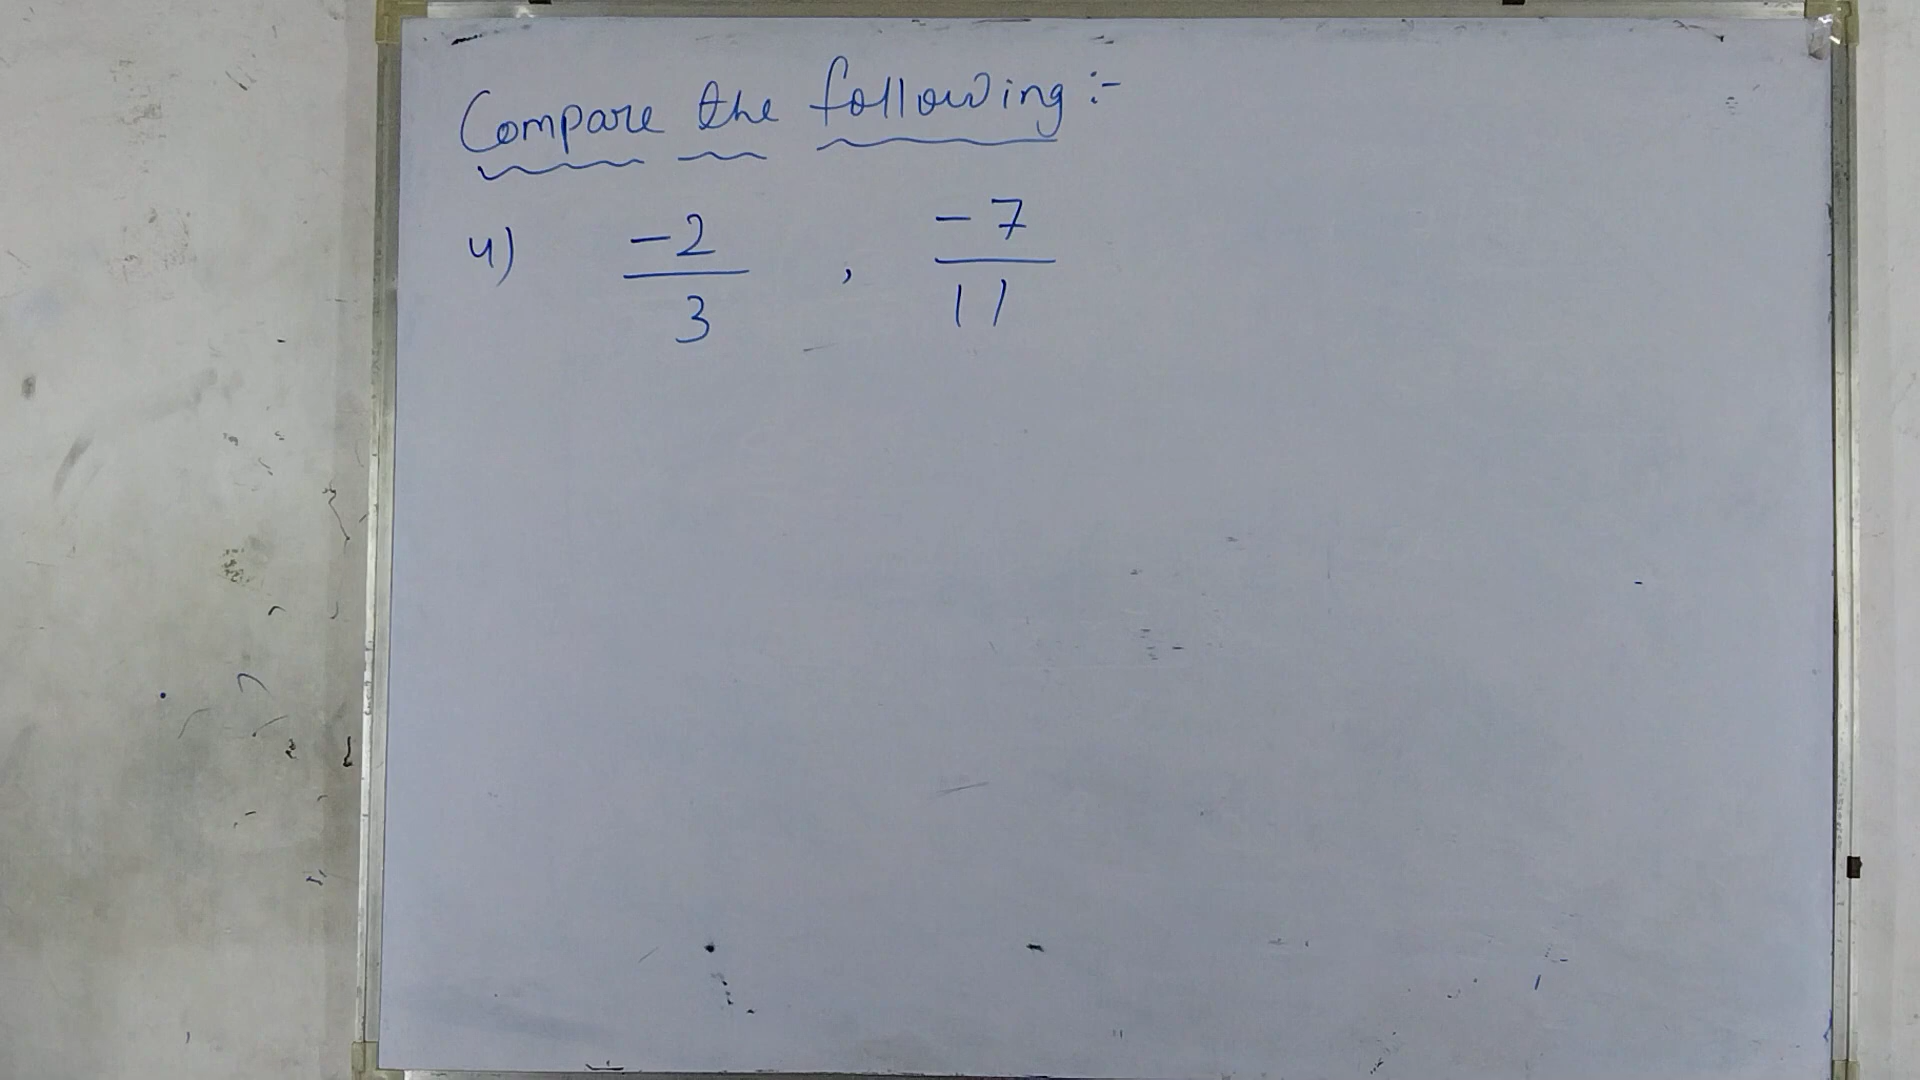 Compare the following :-
4) -2/3 , -7/11